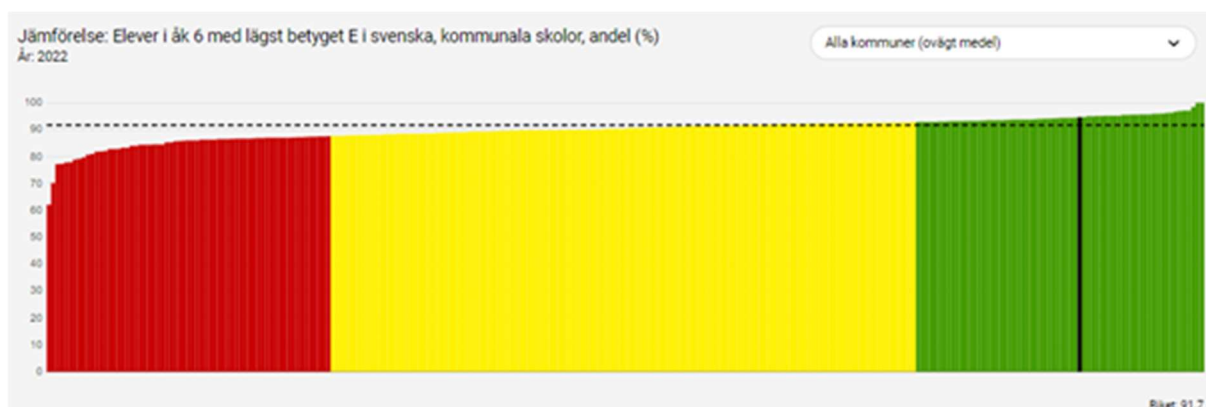 Jämförelse: Elever i åk 6 med lägst betyget E i svenska, kommunala skolor, andel (%)
År: 2022
Alla kommuner (ovägt medel)
100
90
80
70
60
50
40
30
20
10
0
Riket: 91.7